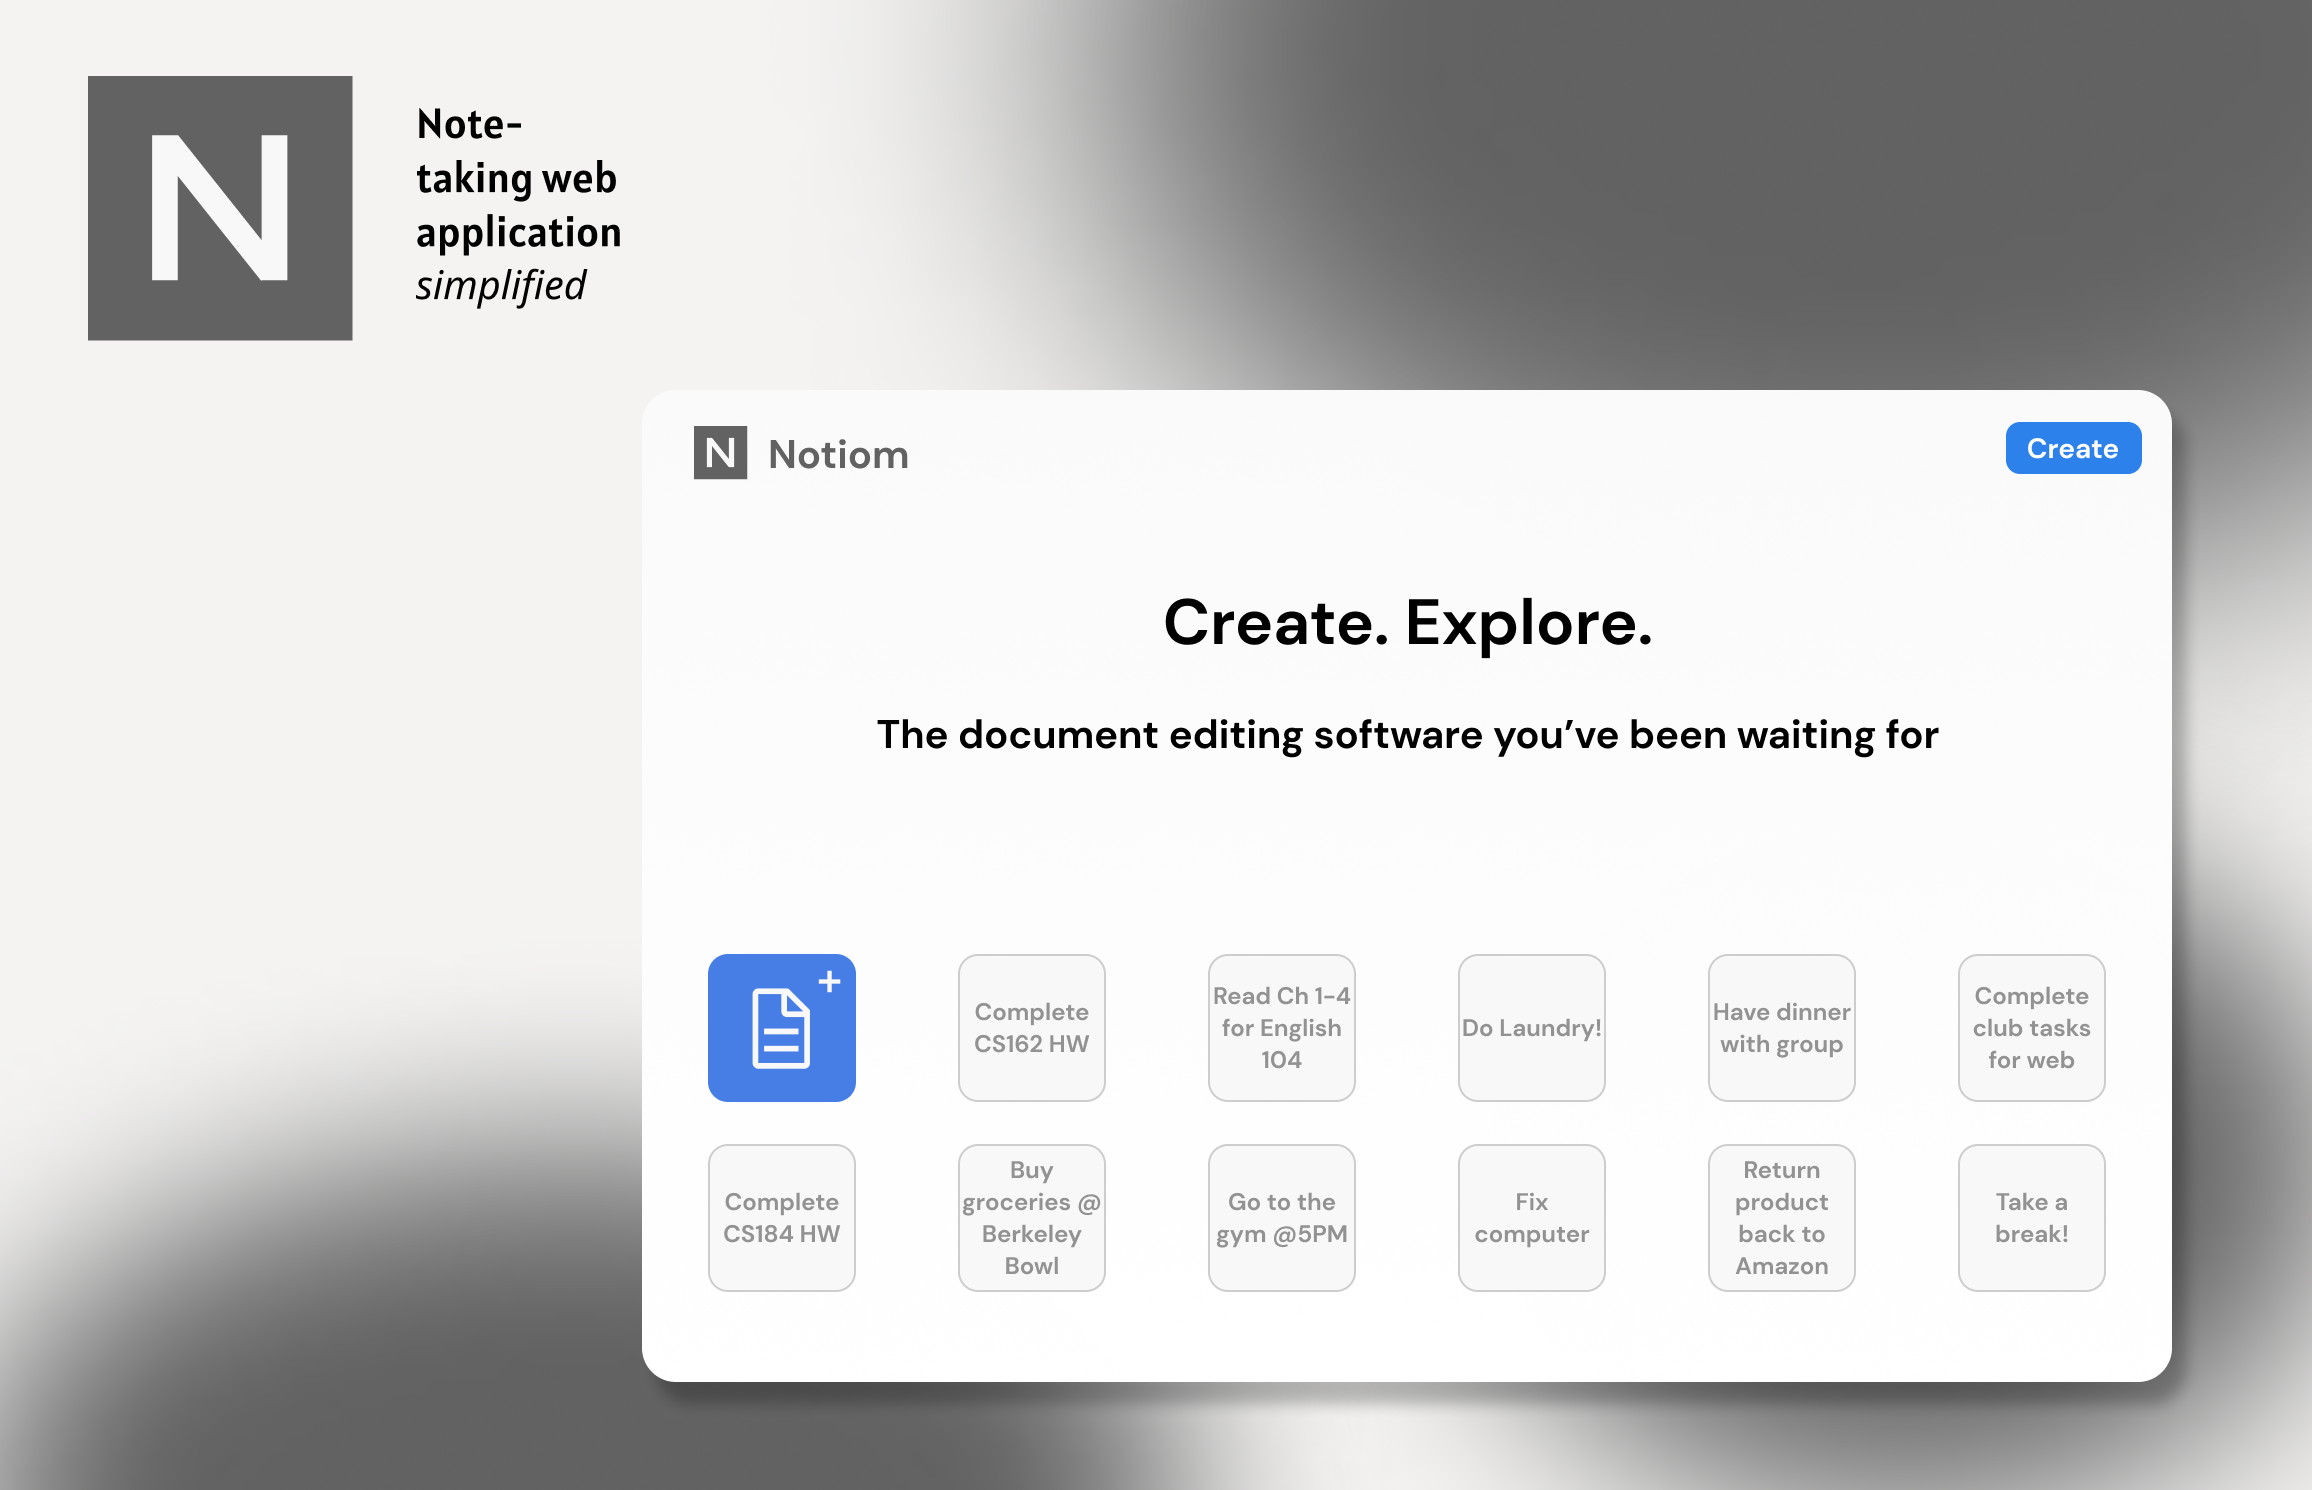 N
Note-
taking web
application
simplified
N Notiom
Create
Create. Explore.
The document editing software you’ve been waiting for
Complete
CS162 HW
Read Ch 1-4
for English
104
Do Laundry!
Have dinner
with group
Complete
club tasks
for web
Complete
CS184 HW
Buy
groceries @
Berkeley
Bowl
Go to the
gym @5PM
Fix
computer
Return
product
back to
Amazon
Take a
break!